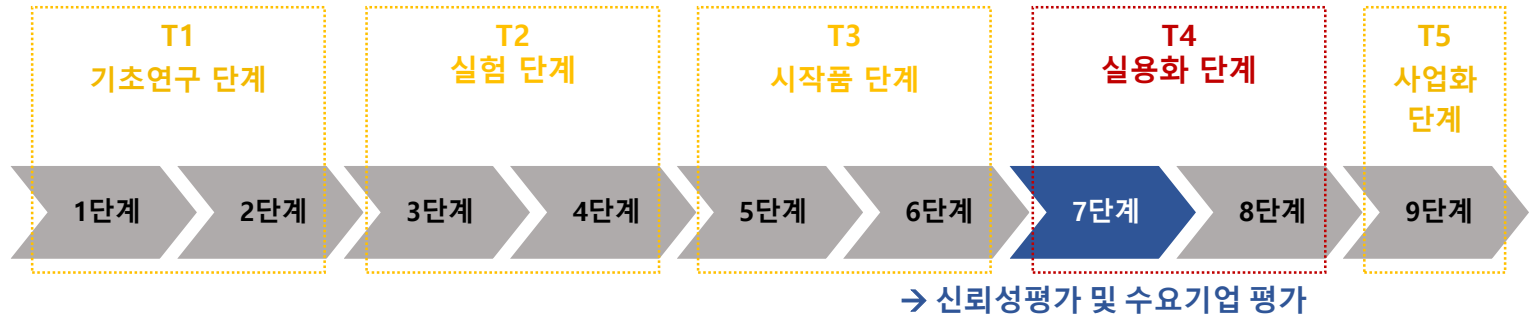 T1
기초연구 단계
T2
실험 단계
T3
시작품 단계
T4
실용화 단계
T5
사업화
단계
1단계
2단계
3단계
4단계
5단계
6단계
7단계
8단계
9단계
→ 신뢰성평가 및 수요기업 평가